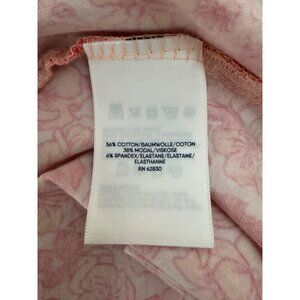 56% COTTON/BAUMWOLLE/COTON
38% MODAL/VISKOSE
6% SPANDEX/ELASTANE/ELASTANE/
ELASTHANNE
RN 62830